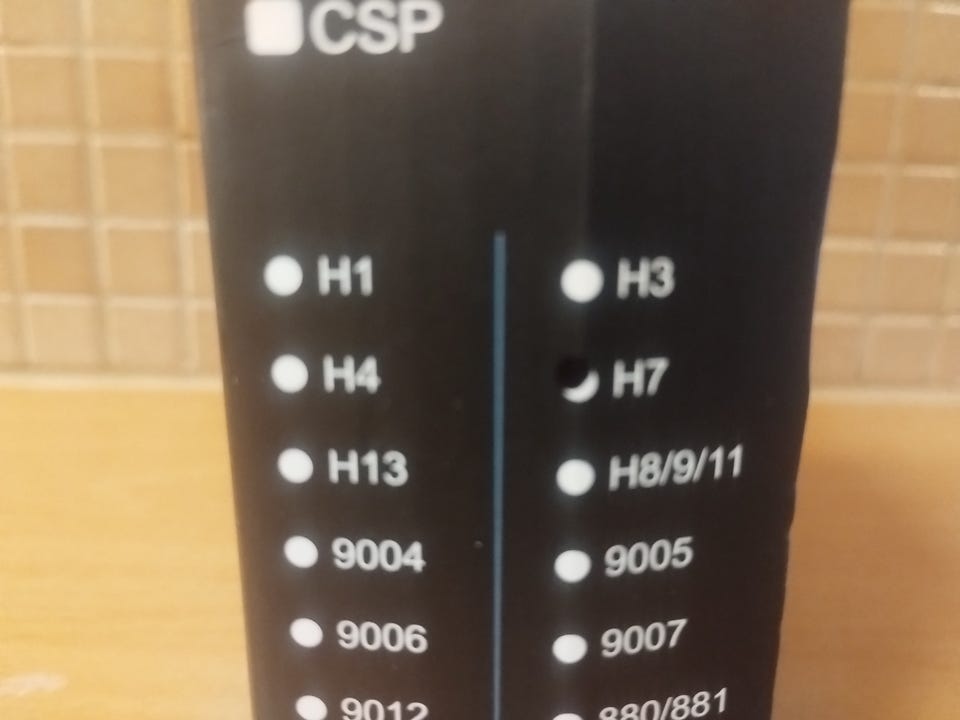 CSP
H1
H4
H13
9004
9006
9012
H3
H7
H8/9/11
9005
9007
880/881